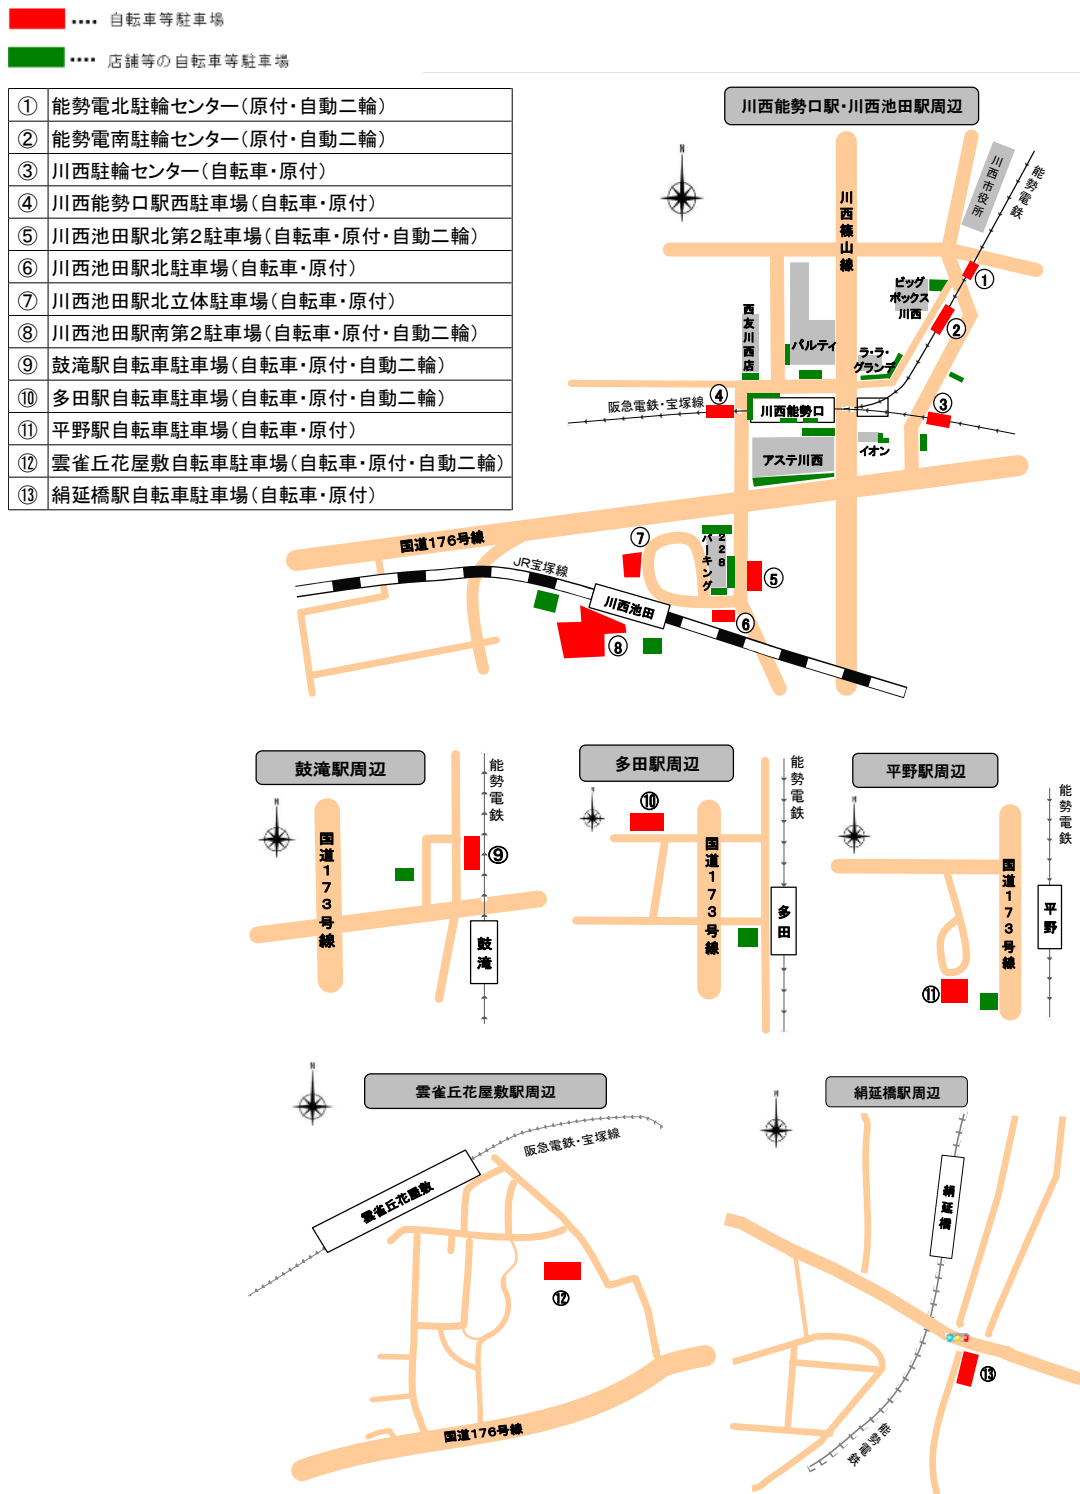 自転車等駐車場
店舗等の自転車等駐車場
① 能勢電北駐輪センター(原付・自動二輪)
② 能勢電南駐輪センター(原付・自動二輪)
③ 川西駐輪センター(自転車・原付)
④ 川西能勢口駅西駐車場(自転車・原付)
⑤ 川西池田駅北第2駐車場(自転車・原付・自動二輪)
⑥ 川西池田駅北駐車場(自転車・原付)
⑦ 川西池田駅北立体駐車場(自転車・原付)
⑧ 川西池田駅南第2駐車場(自転車・原付・自動二輪)
⑨ 鼓滝駅自転車駐車場(自転車・原付・自動二輪)
⑩ 多田駅自転車駐車場(自転車・原付・自動二輪)
⑪ 平野駅自転車駐車場(自転車・原付)
⑫ 雲雀丘花屋敷自転車駐車場(自転車・原付・自動二輪)
⑬ 絹延橋駅自転車駐車場(自転車・原付)
川西能勢口駅・川西池田駅周辺
N
川西篠山線
川西市役所
能勢電鉄
①
ビッグ
ボックス
川西
②
西友川西店
パルティ
ラ・ラ・
グランデ
阪急電鉄・宝塚線
④
川西能勢口
③
アステ川西
イオン
国道176号線
⑦
JR宝塚線
228
パーキング
⑤
川西池田
⑥
⑧
鼓滝駅周辺
N
国道173号線
能勢電鉄
⑨
鼓滝
多田駅周辺
N
⑩
国道173号線
能勢電鉄
多田
平野駅周辺
N
国道173号線
能勢電鉄
平野
⑪
雲雀丘花屋敷駅周辺
N
阪急電鉄・宝塚線
雲雀丘花屋敷
⑫
国道176号線
絹延橋駅周辺
N
絹延橋
⑬
能勢電鉄